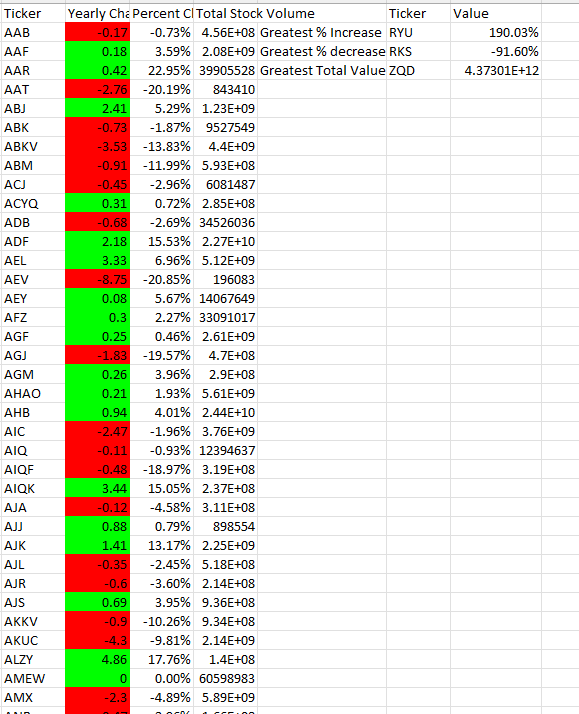 Ticker Yearly Cha Percent C Total Stock Volume Ticker Value
AAB -0.17 -0.73% 4.56E+08 Greatest % Increase RYU 190.03%
AAF 0.18 3.59% 2.08E+09 Greatest % decrease RKS -91.60%
AAR 0.42 22.95% 39905528 Greatest Total Value ZQD 4.37301E+12
AAT -2.76 -20.19% 843410
ABJ 2.41 5.29% 1.23E+09
ABK -0.73 -1.87% 9527549
ABKV -3.53 -13.83% 4.4E+09
ABM -0.91 -11.99% 5.93E+08
ACJ -0.45 -2.96% 6081487
ACYQ 0.31 0.72% 2.85E+08
ADB -0.68 -2.69% 34526036
ADF 2.18 15.53% 2.27E+10
AEL 3.33 6.96% 5.12E+09
AEV -8.75 -20.85% 196083
AEY 0.08 5.67% 14067649
AFZ 0.3 2.27% 33091017
AGF 0.25 0.46% 2.61E+09
AGJ -1.83 -19.57% 4.7E+08
AGM 0.26 3.96% 2.9E+08
AHAO 0.21 1.93% 5.61E+09
AHB 0.94 4.01% 2.44E+10
AIC -2.47 -1.96% 3.76E+09
AIQ -0.11 -0.93% 12394637
AIQF -0.48 -18.97% 3.19E+08
AIQK 3.44 15.05% 2.37E+08
AJA -0.12 -4.58% 3.11E+08
AJJ 0.88 0.79% 898554
AJK 1.41 13.17% 2.25E+09
AJL -0.35 -2.45% 5.18E+08
AJR -0.6 -3.60% 2.14E+08
AJS 0.69 3.95% 9.36E+08
AKKV -0.9 -10.26% 9.34E+08
AKUC -4.3 -9.81% 2.14E+09
ALZY 4.86 17.76% 1.4E+08
AMEW 0 0.00% 60598983
AMX -2.3 -4.89% 5.89E+09